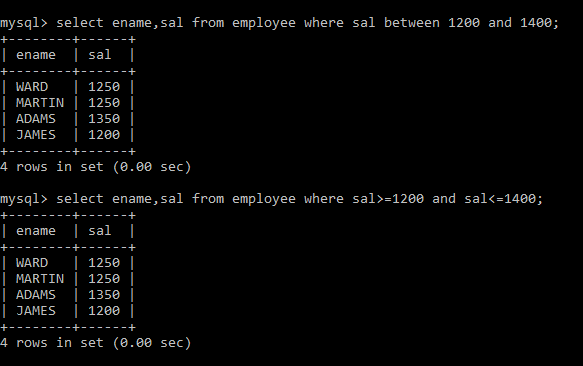 mysql> select ename,sal from employee where sal between 1200 and 1400;
+--------+------+
| ename  | sal  |
+--------+------+
| WARD   | 1250 |
| MARTIN | 1250 |
| ADAMS  | 1350 |
| JAMES  | 1200 |
+--------+------+
4 rows in set (0.00 sec)
mysql> select ename,sal from employee where sal>=1200 and sal<=1400;
+--------+------+
| ename  | sal  |
+--------+------+
| WARD   | 1250 |
| MARTIN | 1250 |
| ADAMS  | 1350 |
| JAMES  | 1200 |
+--------+------+
4 rows in set (0.00 sec)